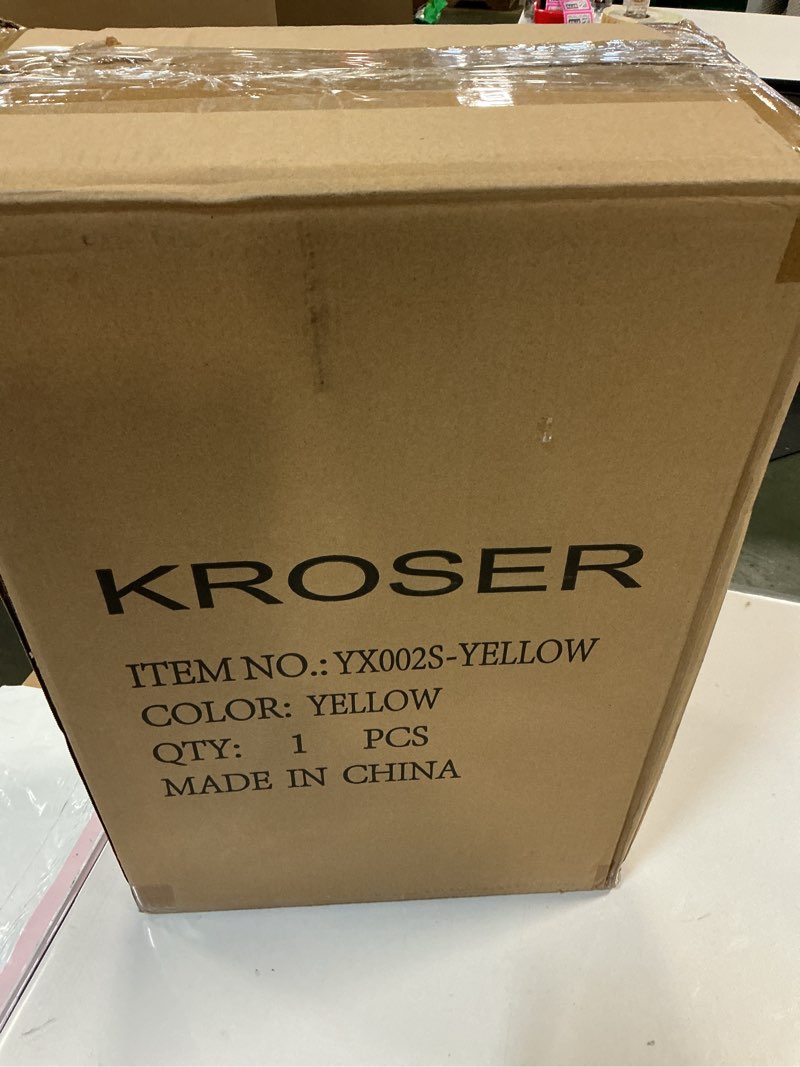 KROSER
ITEM NO.: YX002S-YELLOW
COLOR: YELLOW
QTY: 1 PCS
MADE IN CHINA